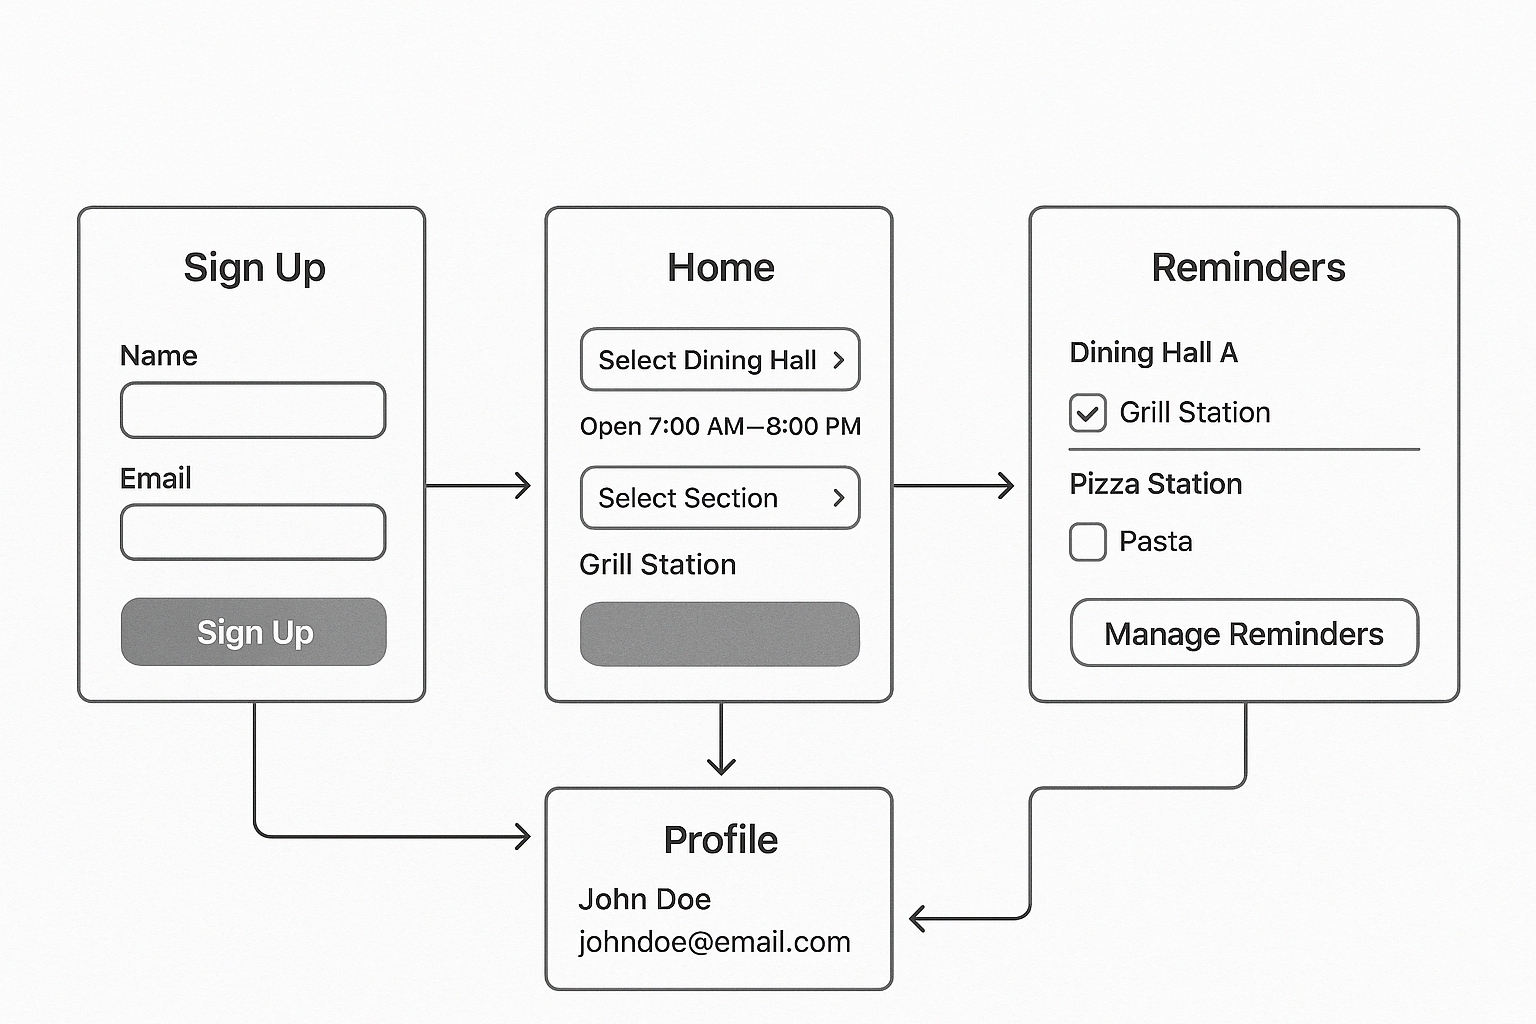 Sign Up
Name
Email
Sign Up
Home
Select Dining Hall
Open 7:00 AM—8:00 PM
Select Section
Grill Station
Reminders
Dining Hall A
Grill Station
Pizza Station
Pasta
Manage Reminders
Profile
John Doe
johndoe@email.com